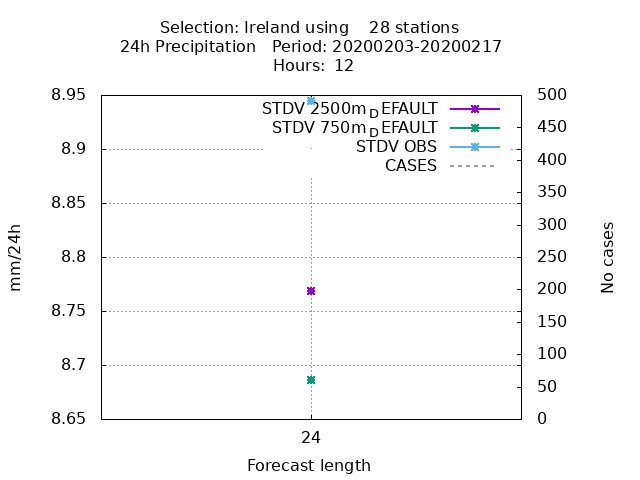 Selection: Ireland using 28 stations
24h Precipitation Period: 20200203-20200217
Hours: 12
8.95
8.9
8.85
8.8
8.75
8.7
8.65
mm/24h
STDV 2500m_DEFAULT
STDV 750m_DEFAULT
STDV OBS
CASES
500
450
400
350
300
250
200
150
100
50
0
No cases
24
Forecast length